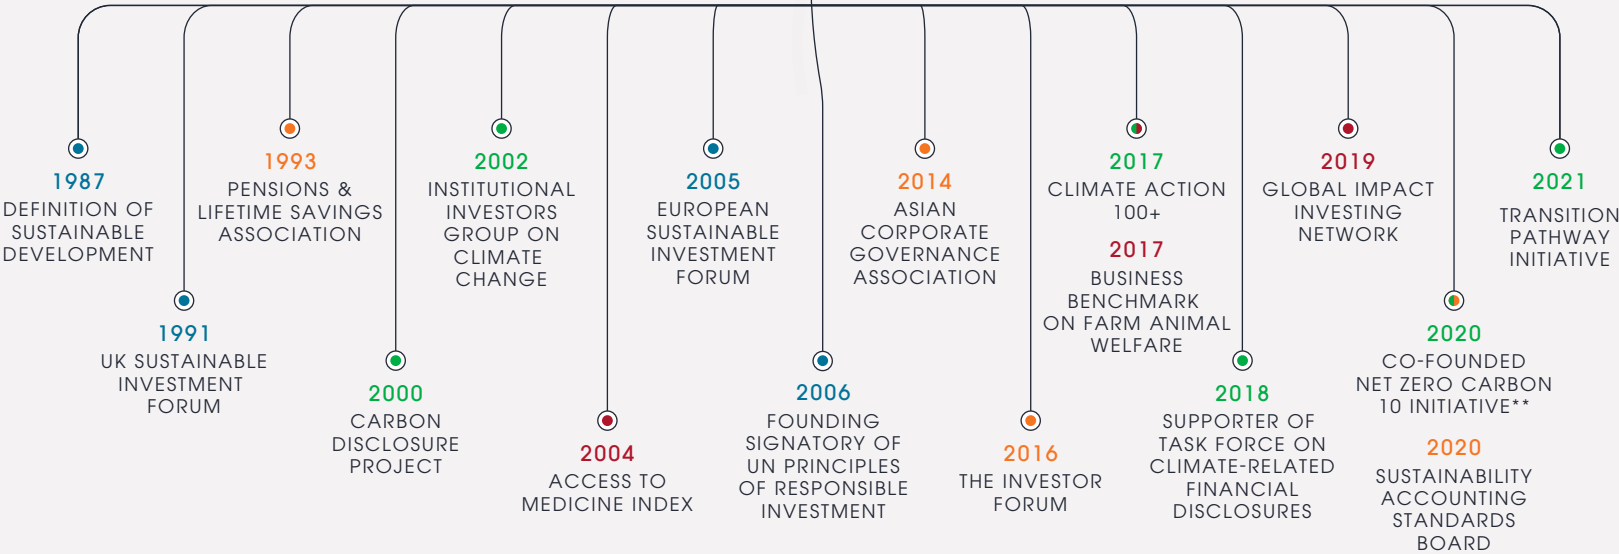 1987
DEFINITION OF
SUSTAINABLE
DEVELOPMENT
1991
UK SUSTAINABLE
INVESTMENT
FORUM
1993
PENSIONS &
LIFETIME SAVINGS
ASSOCIATION
2000
CARBON
DISCLOSURE
PROJECT
2002
INSTITUTIONAL
INVESTORS
GROUP ON
CLIMATE
CHANGE
2004
ACCESS TO
MEDICINE INDEX
2005
EUROPEAN
SUSTAINABLE
INVESTMENT
FORUM
2006
FOUNDING
SIGNATORY OF
UN PRINCIPLES
OF RESPONSIBLE
INVESTMENT
2014
ASIAN
CORPORATE
GOVERNANCE
ASSOCIATION
2016
THE INVESTOR
FORUM
2017
CLIMATE ACTION
100+
2017
BUSINESS
BENCHMARK
ON FARM ANIMAL
WELFARE
2018
SUPPORTER OF
TASK FORCE ON
CLIMATE-RELATED
FINANCIAL
DISCLOSURES
2019
GLOBAL IMPACT
INVESTING
NETWORK
2020
CO-FOUNDED
NET ZERO CARBON
10 INITIATIVE**
2020
SUSTAINABILITY
ACCOUNTING
STANDARDS
BOARD
2021
TRANSITION
PATHWAY
INITIATIVE